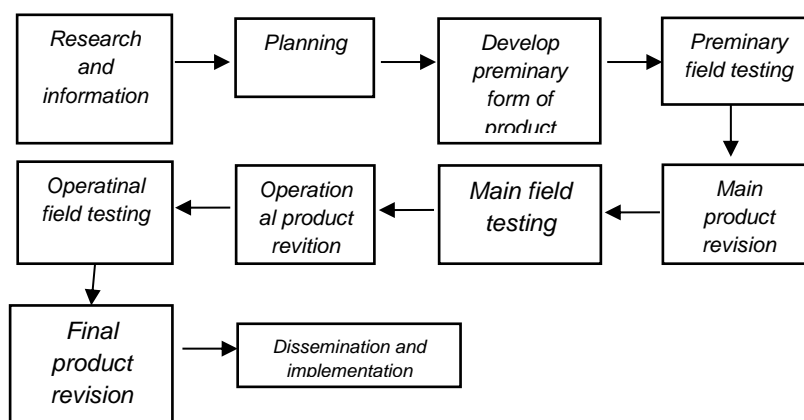 Research
and
information
Planning
Develop
preminary
form of
product
Preminary
field testing
Main
product
revision
Main field
testing
Operation
al product
revition
Operatinal
field testing
Final
product
revision
Dissemination and
implementation